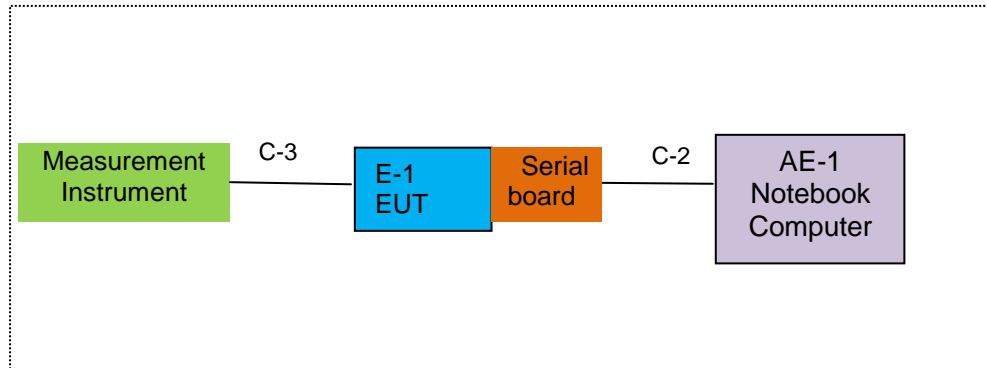 Measurement
Instrument
C-3
E-1
EUT
Serial
board
C-2
AE-1
Notebook
Computer